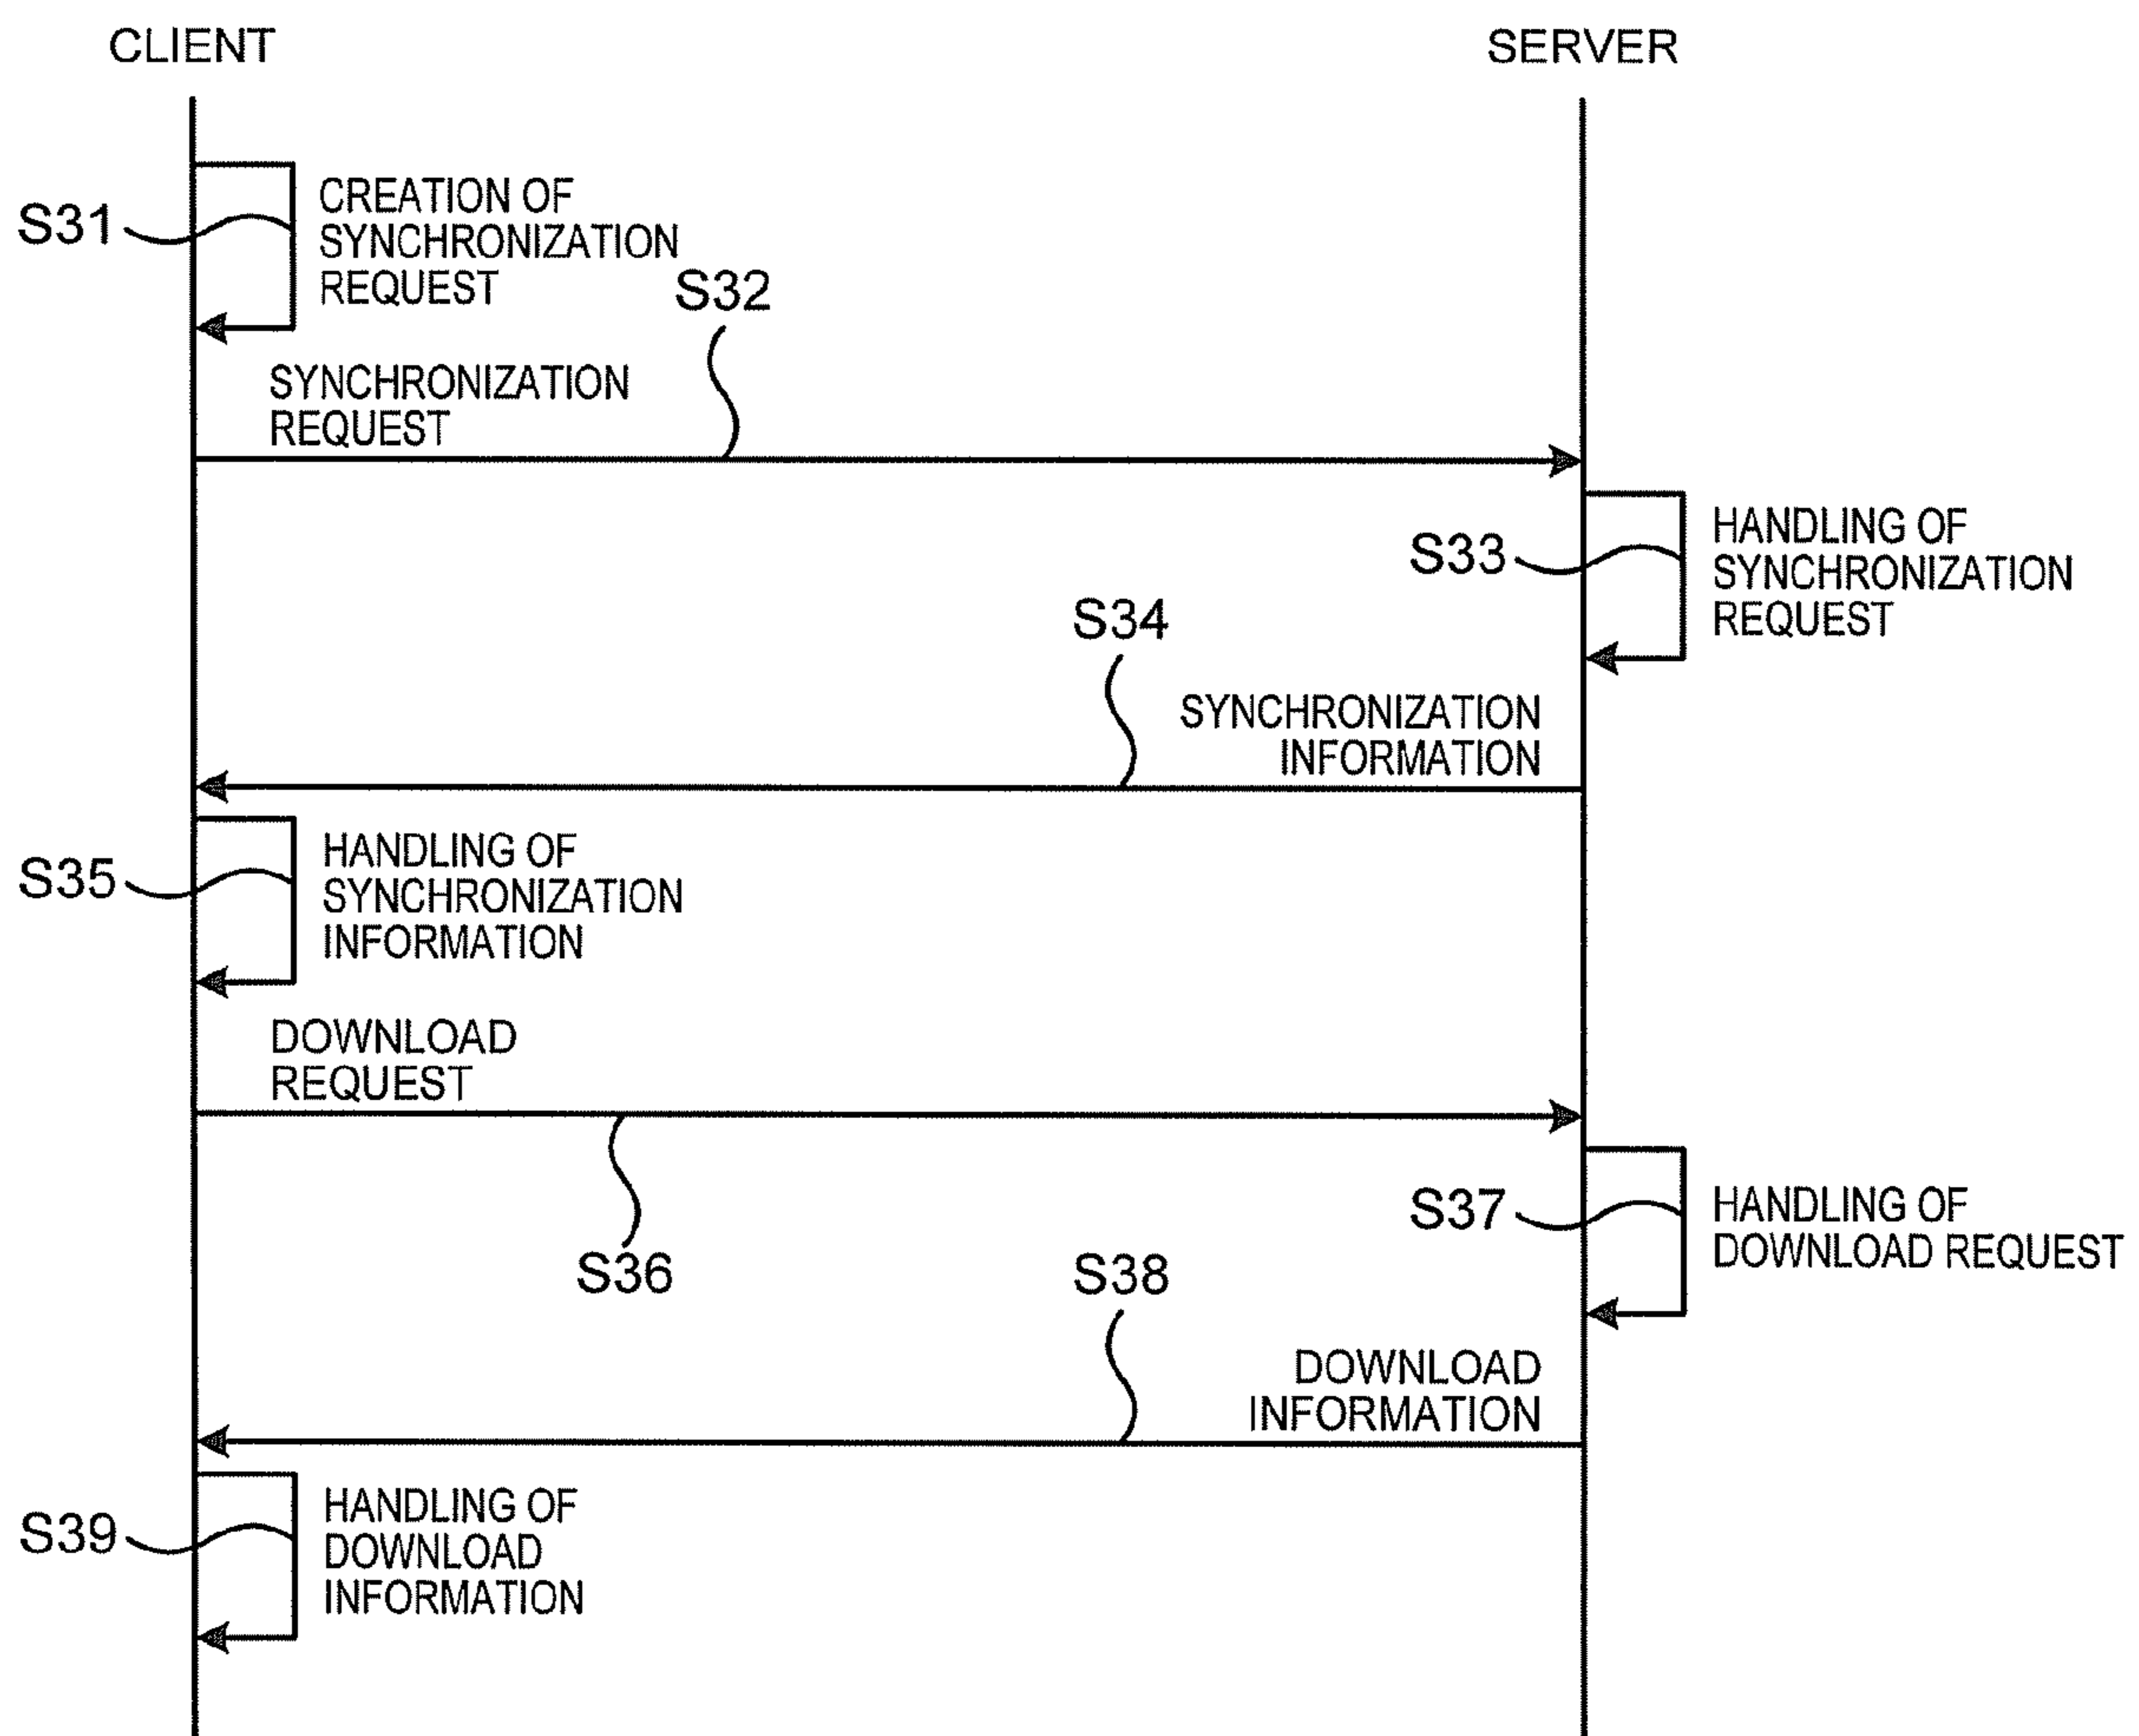 CLIENT
SERVER
S31
CREATION OF
SYNCHRONIZATION
REQUEST
S32
SYNCHRONIZATION
REQUEST
S33
HANDLING OF
SYNCHRONIZATION
REQUEST
S34
SYNCHRONIZATION
INFORMATION
S35
HANDLING OF
SYNCHRONIZATION
INFORMATION
DOWNLOAD
REQUEST
S36
S37
HANDLING OF
DOWNLOAD REQUEST
S38
DOWNLOAD
INFORMATION
S39
HANDLING OF
DOWNLOAD
INFORMATION